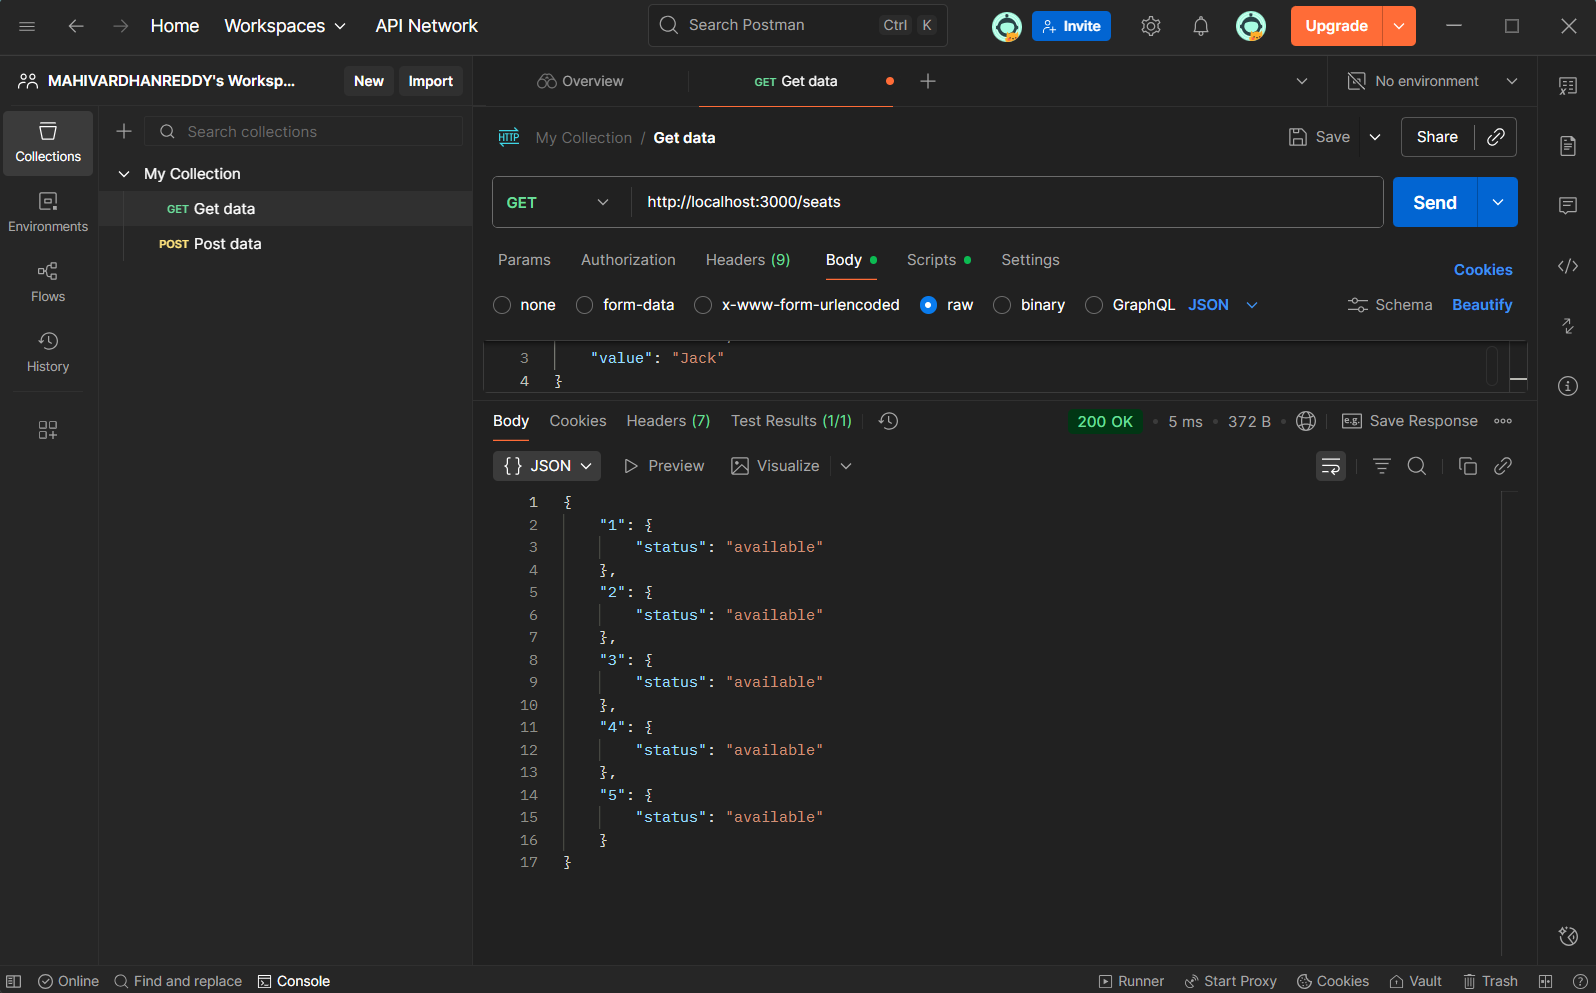 Home Workspaces API Network Search Postman Ctrl K Invite Upgrade
MAHIVARDHANREDDY's Worksp... New Import Overview GET Get data No environment
Search collections
My Collection / Get data Save Share
Collections
My Collection
GET Get data
POST Post data
Environments
Flows
History
GET http://localhost:3000/seats Send
Params Authorization Headers (9) Body Scripts Settings Cookies
none form-data x-www-form-urlencoded raw binary GraphQL JSON Schema Beautify
3 "value": "Jack"
4 }
Body Cookies Headers (7) Test Results (1/1) 200 OK • 5 ms • 372 B • e.g. Save Response
{} JSON Preview Visualize
1 {
2 "1": {
3 "status": "available"
4 },
5 "2": {
6 "status": "available"
7 },
8 "3": {
9 "status": "available"
10 },
11 "4": {
12 "status": "available"
13 },
14 "5": {
15 "status": "available"
16 }
17 }
Online Find and replace Console Runner Start Proxy Cookies Vault Trash